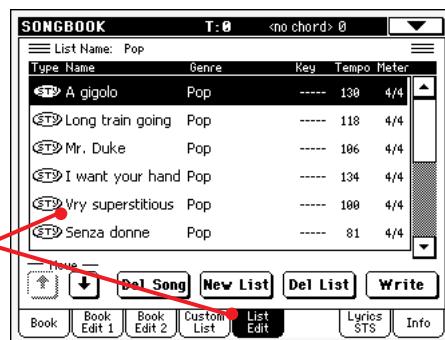 SONGBOOK T:0 <no chord> 0
List Name: Pop
Type Name Genre Key Tempo Meter
STY A gigolo Pop ----- 130 4/4
STY Long train going Pop ----- 118 4/4
STY Mr. Duke Pop ----- 106 4/4
STY I want your hand Pop ----- 134 4/4
STY Vry superstitious Pop ----- 100 4/4
STY Senza donne Pop ----- 81 4/4
Move
Del Song New List Del List Write
Book Book Edit 1 Book Edit 2 Custom List List Edit Lyrics STS Info